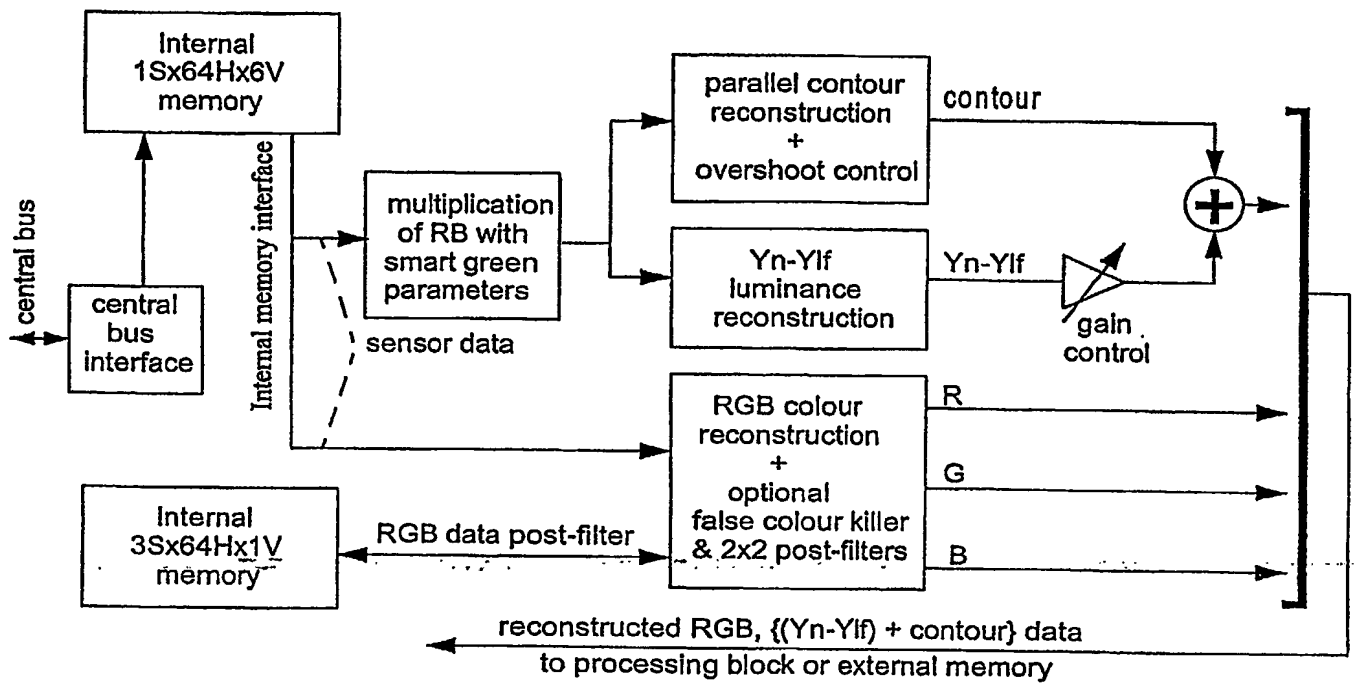 Internal
1Sx64Hx6V
memory
central bus
central
bus
interface
Internal memory interface
multiplication
of RB with
smart green
parameters
sensor data
parallel contour
reconstruction
+
overshoot control
contour
Yn-Ylf
luminance
reconstruction
Yn-Ylf
gain
control
+
RGB colour
reconstruction
+
optional
false colour killer
& 2x2 post-filters
R
G
B
Internal
3Sx64Hx1V
memory
RGB data post-filter
reconstructed RGB, {(Yn-Ylf) + contour} data
to processing block or external memory